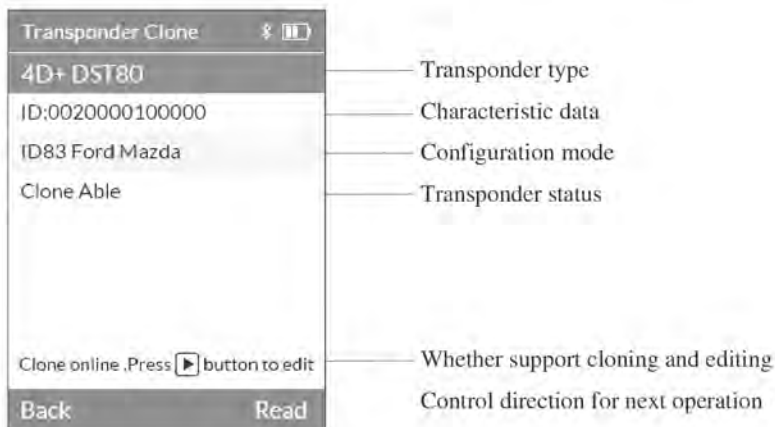 Transponder Clone
4D+ DST80
Transponder type
ID:0020000100000
Characteristic data
ID83 Ford Mazda
Configuration mode
Clone Able
Transponder status
Clone online .Press button to edit
Whether support cloning and editing
Back Read
Control direction for next operation